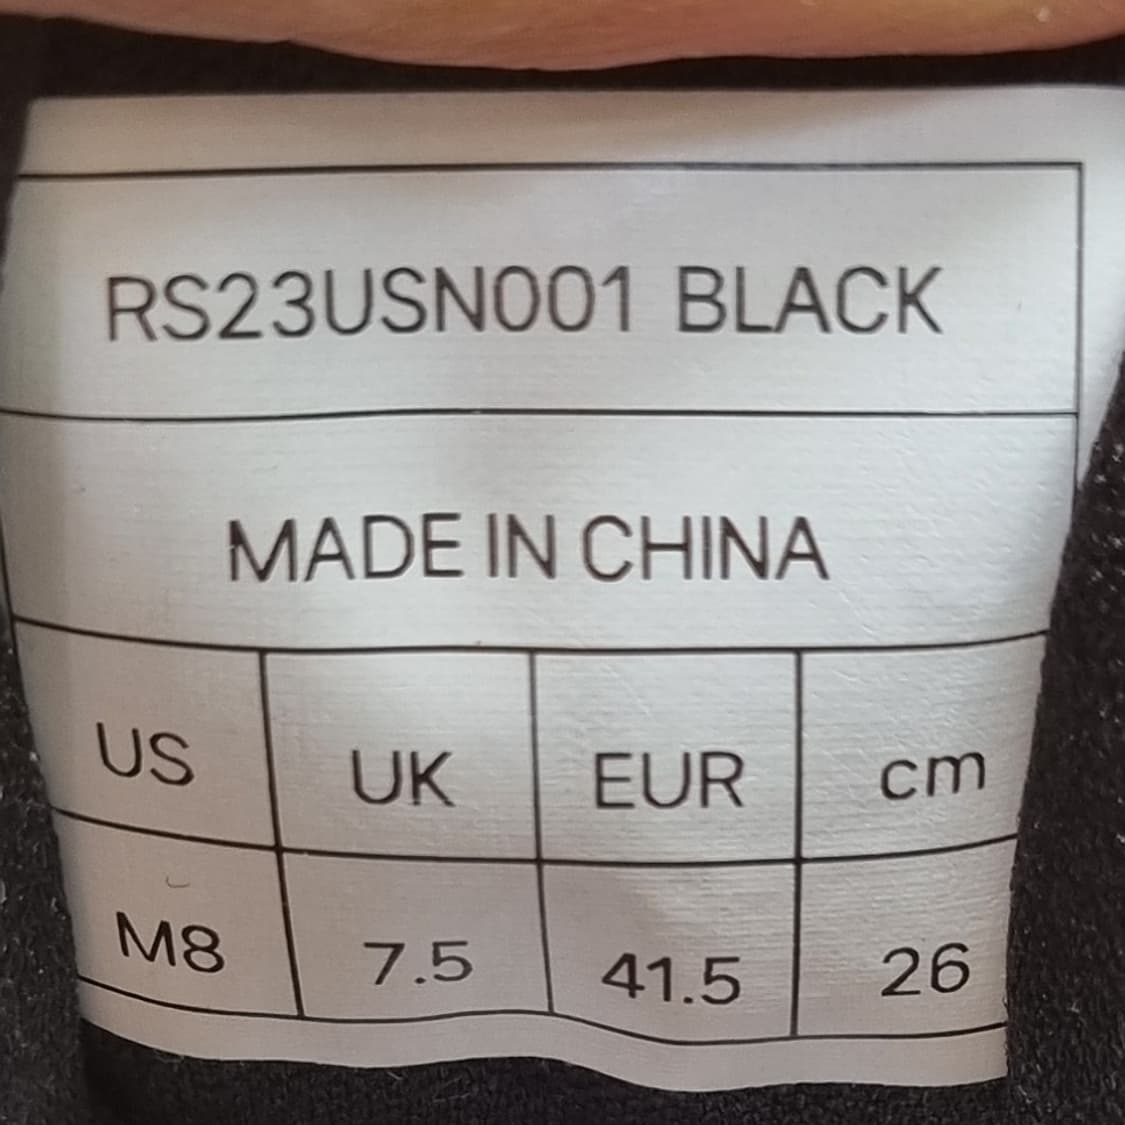 RS23USN001 BLACK
MADE IN CHINA
US UK EUR cm
M8 7.5 41.5 26